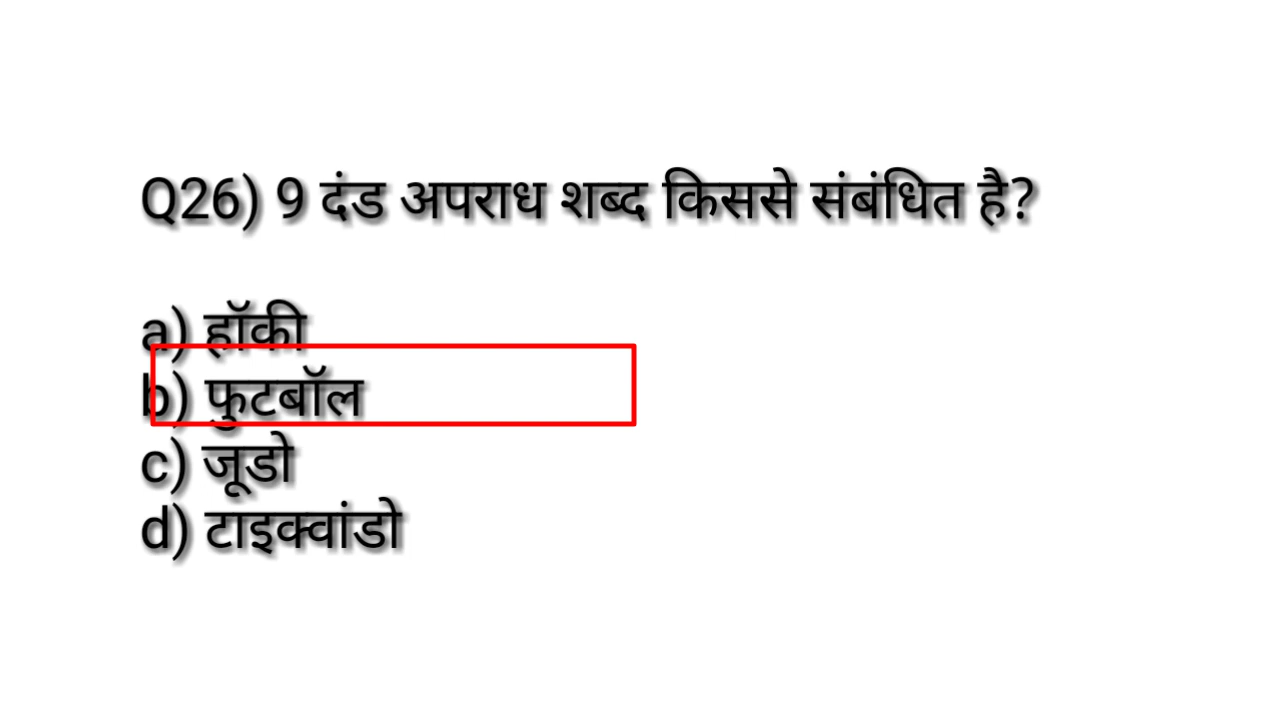 Q26) 9 दंड अपराध शब्द किससे संबंधित है?
a) हॉकी
b) फुटबॉल
c) जूडो
d) टाइक्वांडो